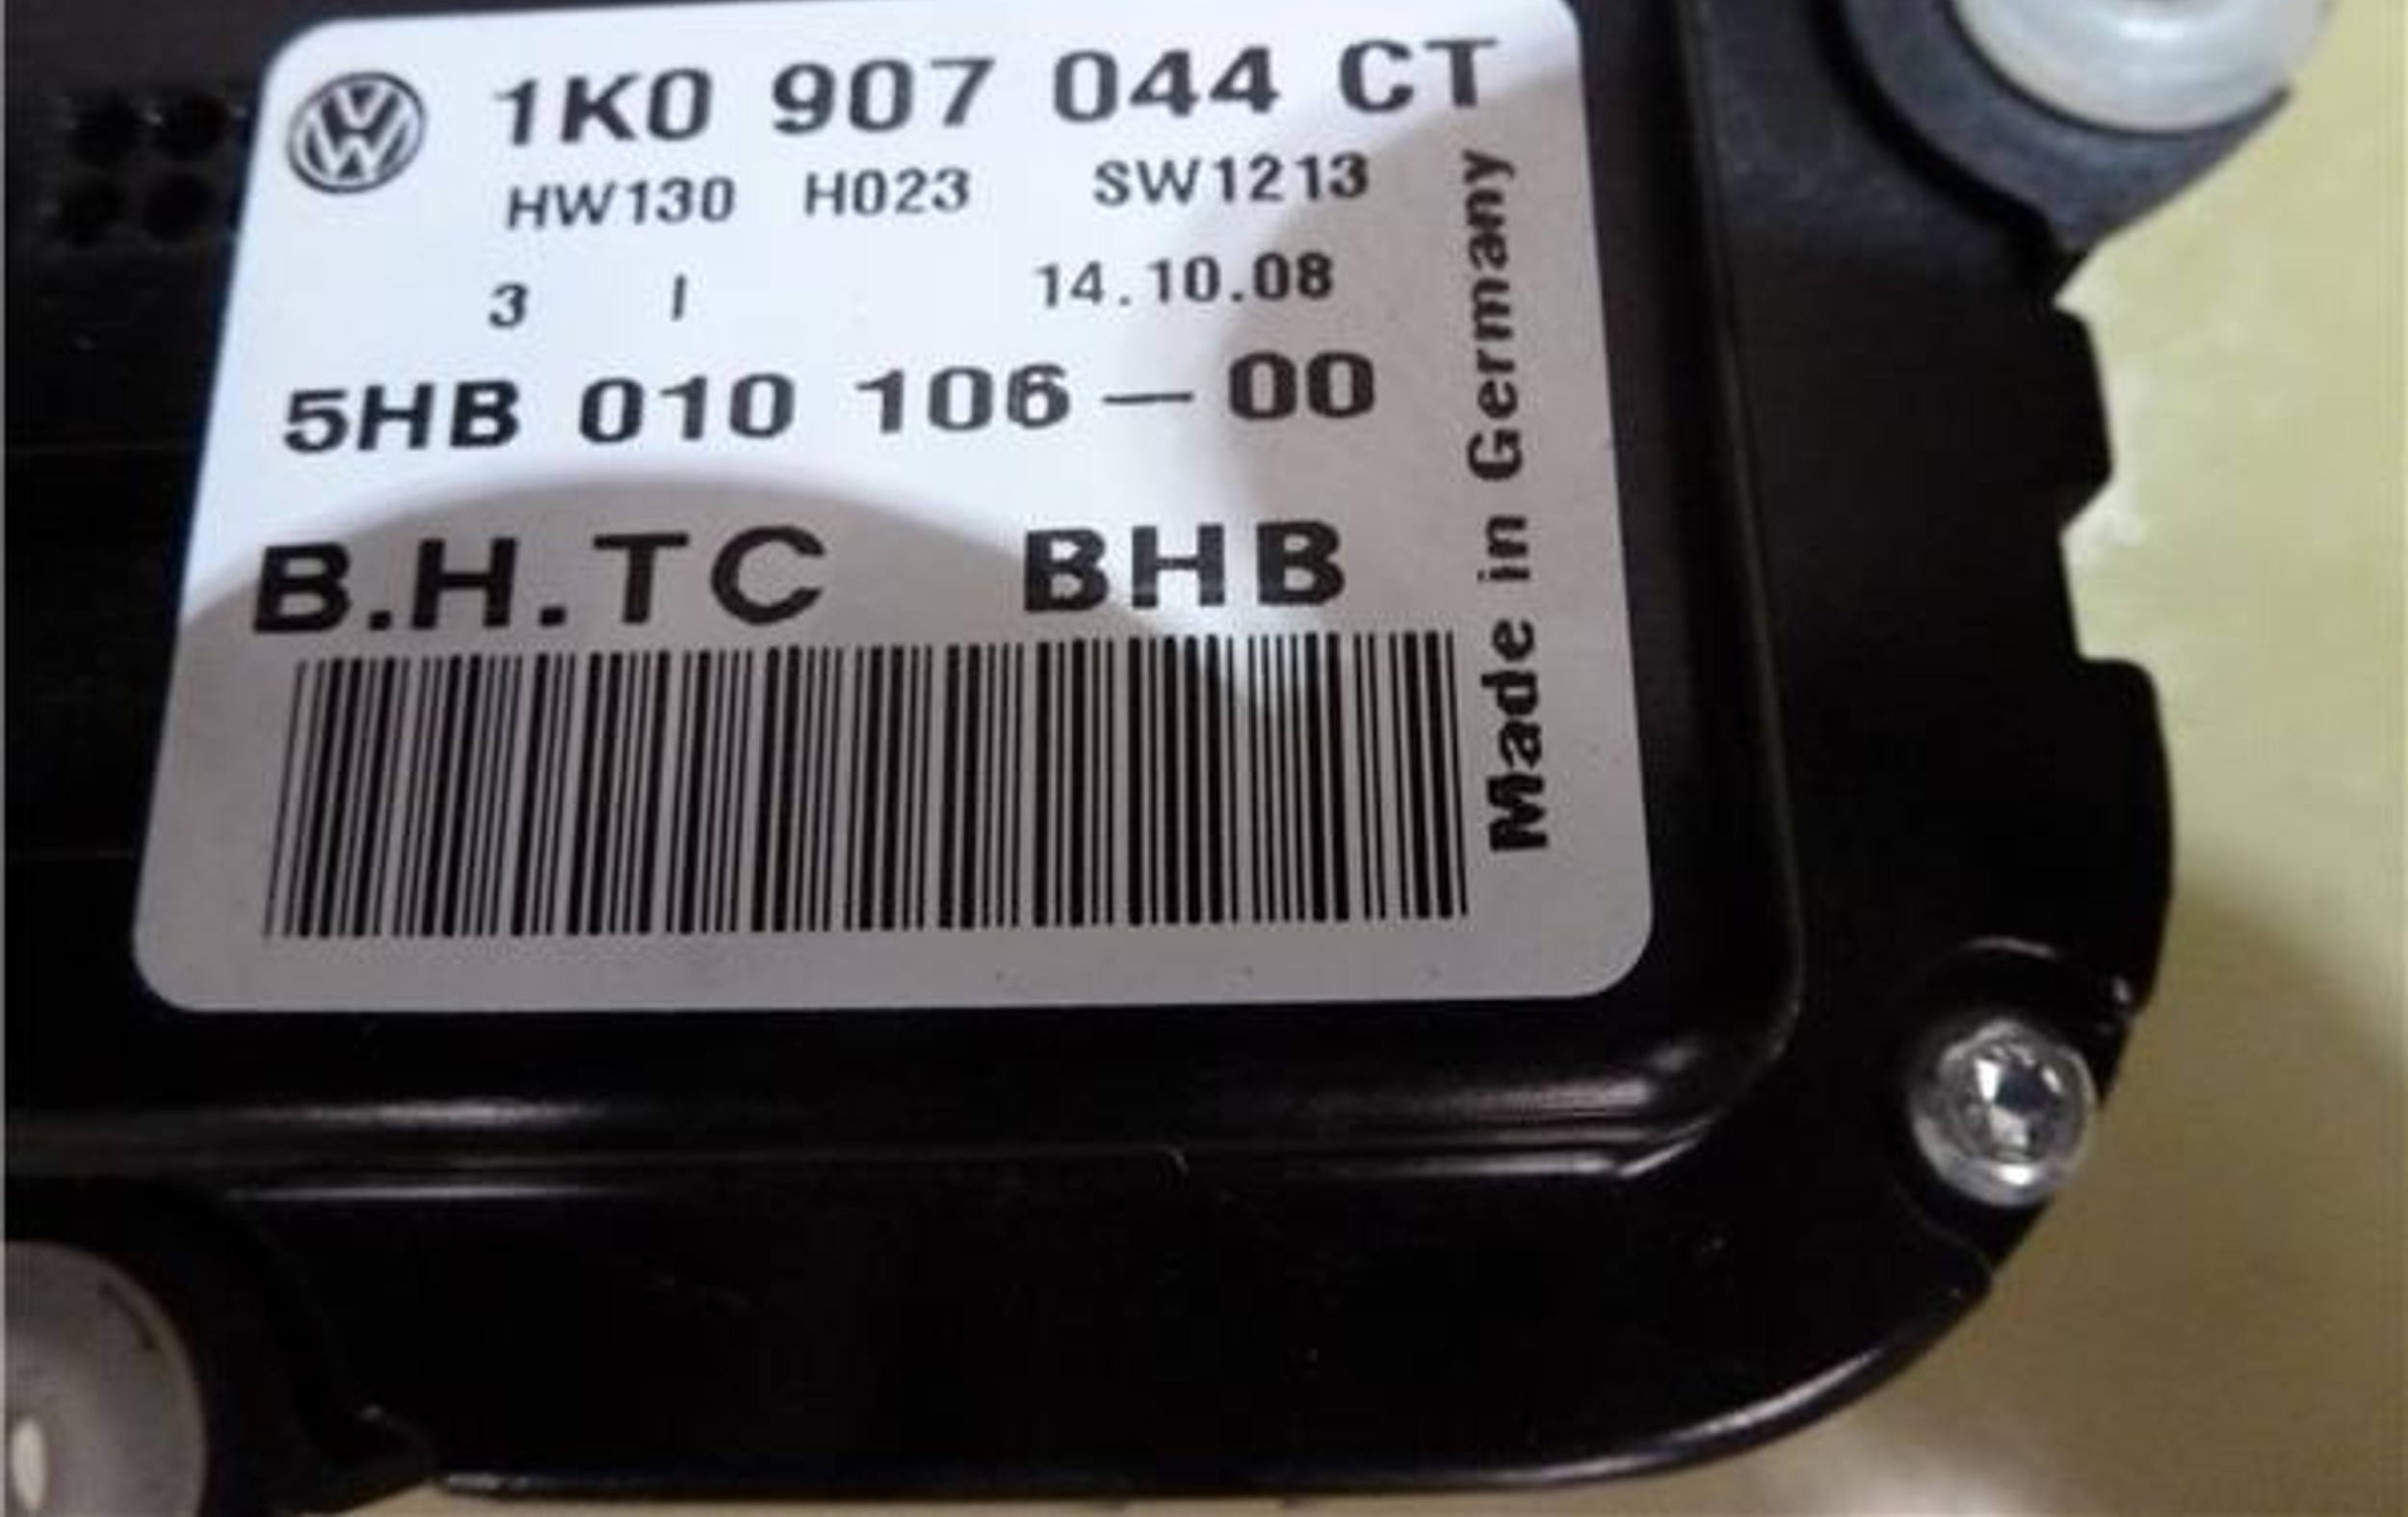 1K0 907 044 CT
HW130 H023 SW1213
3 / 14.10.08
5HB 010 106-00
B.H.TC BHB
Made in Germany